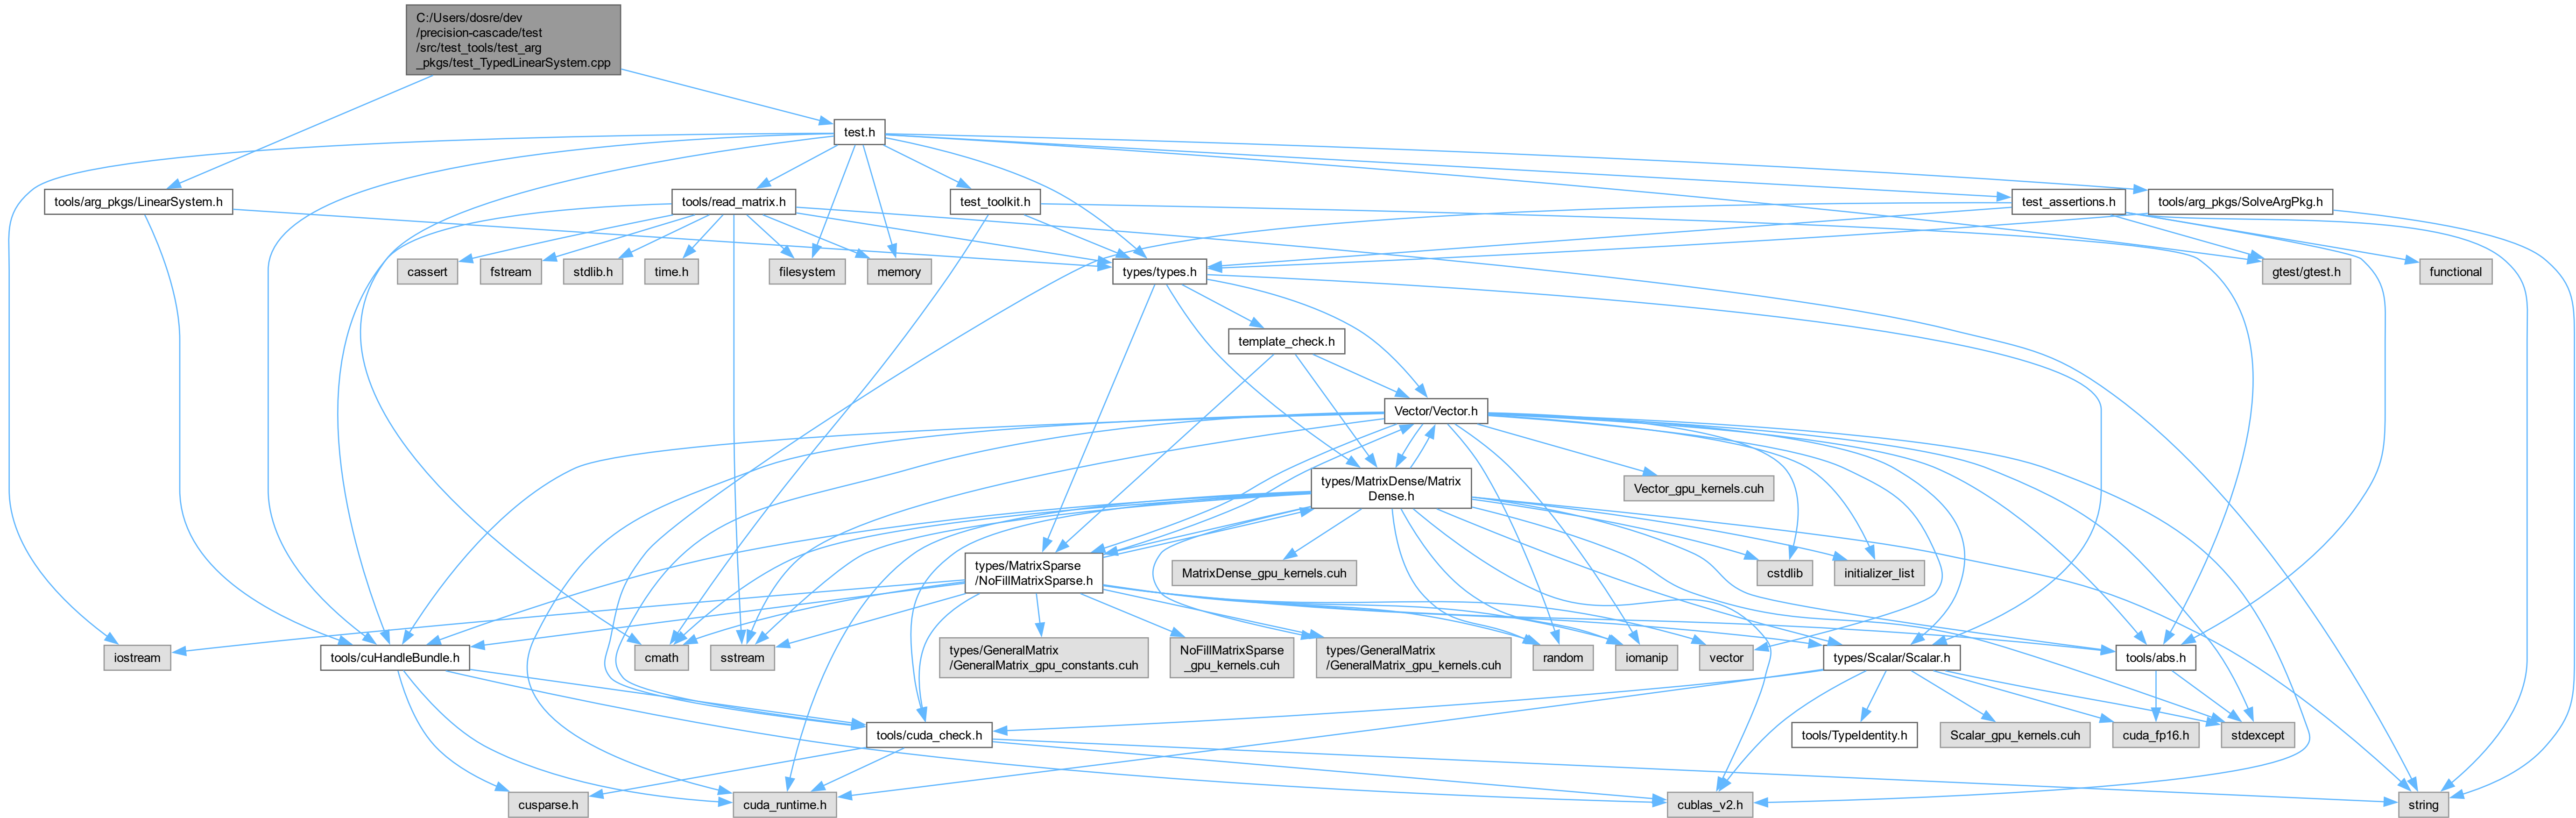 C:/Users/dosre/dev
/precision-cascade/test
/src/test_tools/test_arg
_pkgs/test_TypedLinearSystem.cpp
test.h
tools/arg_pkgs/LinearSystem.h
tools/read_matrix.h
test_toolkit.h
test_assertions.h
tools/arg_pkgs/SolveArgPkg.h
cassert
fstream
stdlib.h
time.h
filesystem
memory
types/types.h
gtest/gtest.h
functional
template_check.h
Vector/Vector.h
types/MatrixDense/Matrix
Dense.h
Vector_gpu_kernels.cuh
types/MatrixSparse
/NoFillMatrixSparse.h
MatrixDense_gpu_kernels.cuh
cstdlib
initializer_list
iostream
tools/cuHandleBundle.h
cmath
sstream
types/GeneralMatrix
/GeneralMatrix_gpu_constants.cuh
NoFillMatrixSparse
_gpu_kernels.cuh
types/GeneralMatrix
/GeneralMatrix_gpu_kernels.cuh
random
iomanip
vector
types/Scalar/Scalar.h
tools/abs.h
tools/cuda_check.h
tools/TypeIdentity.h
Scalar_gpu_kernels.cuh
cuda_fp16.h
stdexcept
cusparse.h
cuda_runtime.h
cublas_v2.h
string